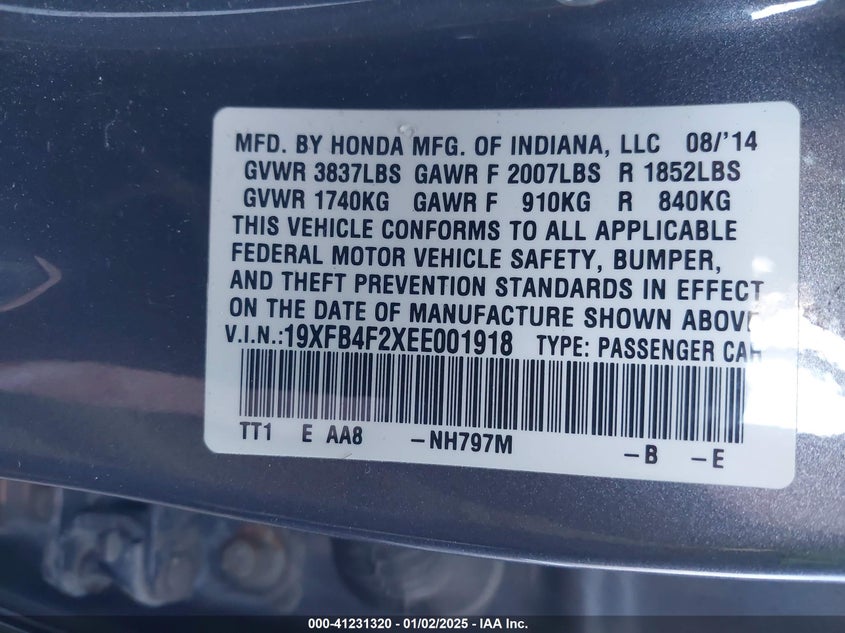 MFD. BY HONDA MFG. OF INDIANA, LLC 08/'14
GVWR 3837LBS GAWR F 2007LBS R 1852LBS
GVWR 1740KG GAWR F 910KG R 840KG
THIS VEHICLE CONFORMS TO ALL APPLICABLE
FEDERAL MOTOR VEHICLE SAFETY, BUMPER,
AND THEFT PREVENTION STANDARDS IN EFFECT
ON THE DATE OF MANUFACTURE SHOWN ABOVE
V.I.N.:19XFB4F2XEE001918 TYPE: PASSENGER CAR
TT1 E AA8 -NH797M -B -E
000-41231320 - 01/02/2025 - IAA Inc.